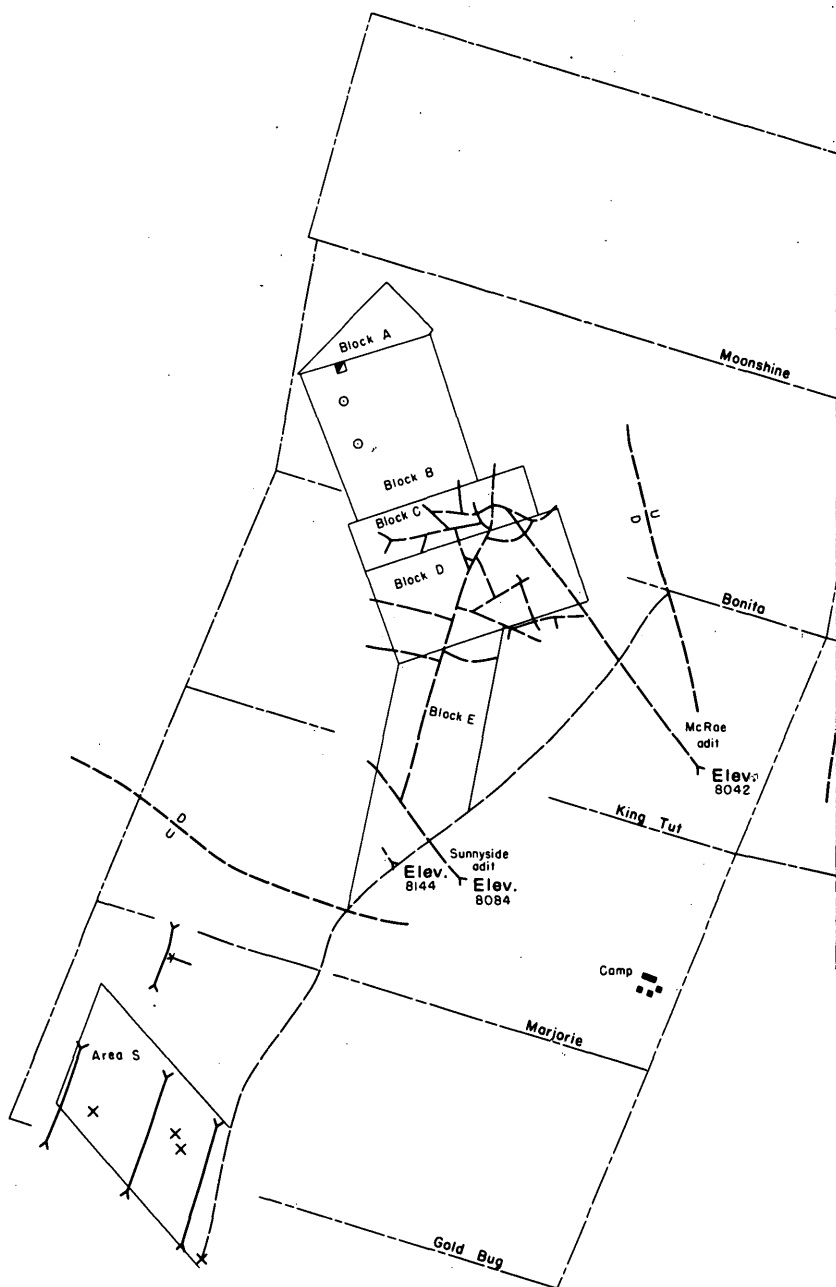 Block A
Moonshine
Block B
Block C
U
D
Block D
Bonita
Block E
McRae
adit
Elev.
8042
King Tut
D
U
Sunnyside
adit
Elev.
8144
Elev.
8084
Camp
Marjorie
Area S
Gold Bug